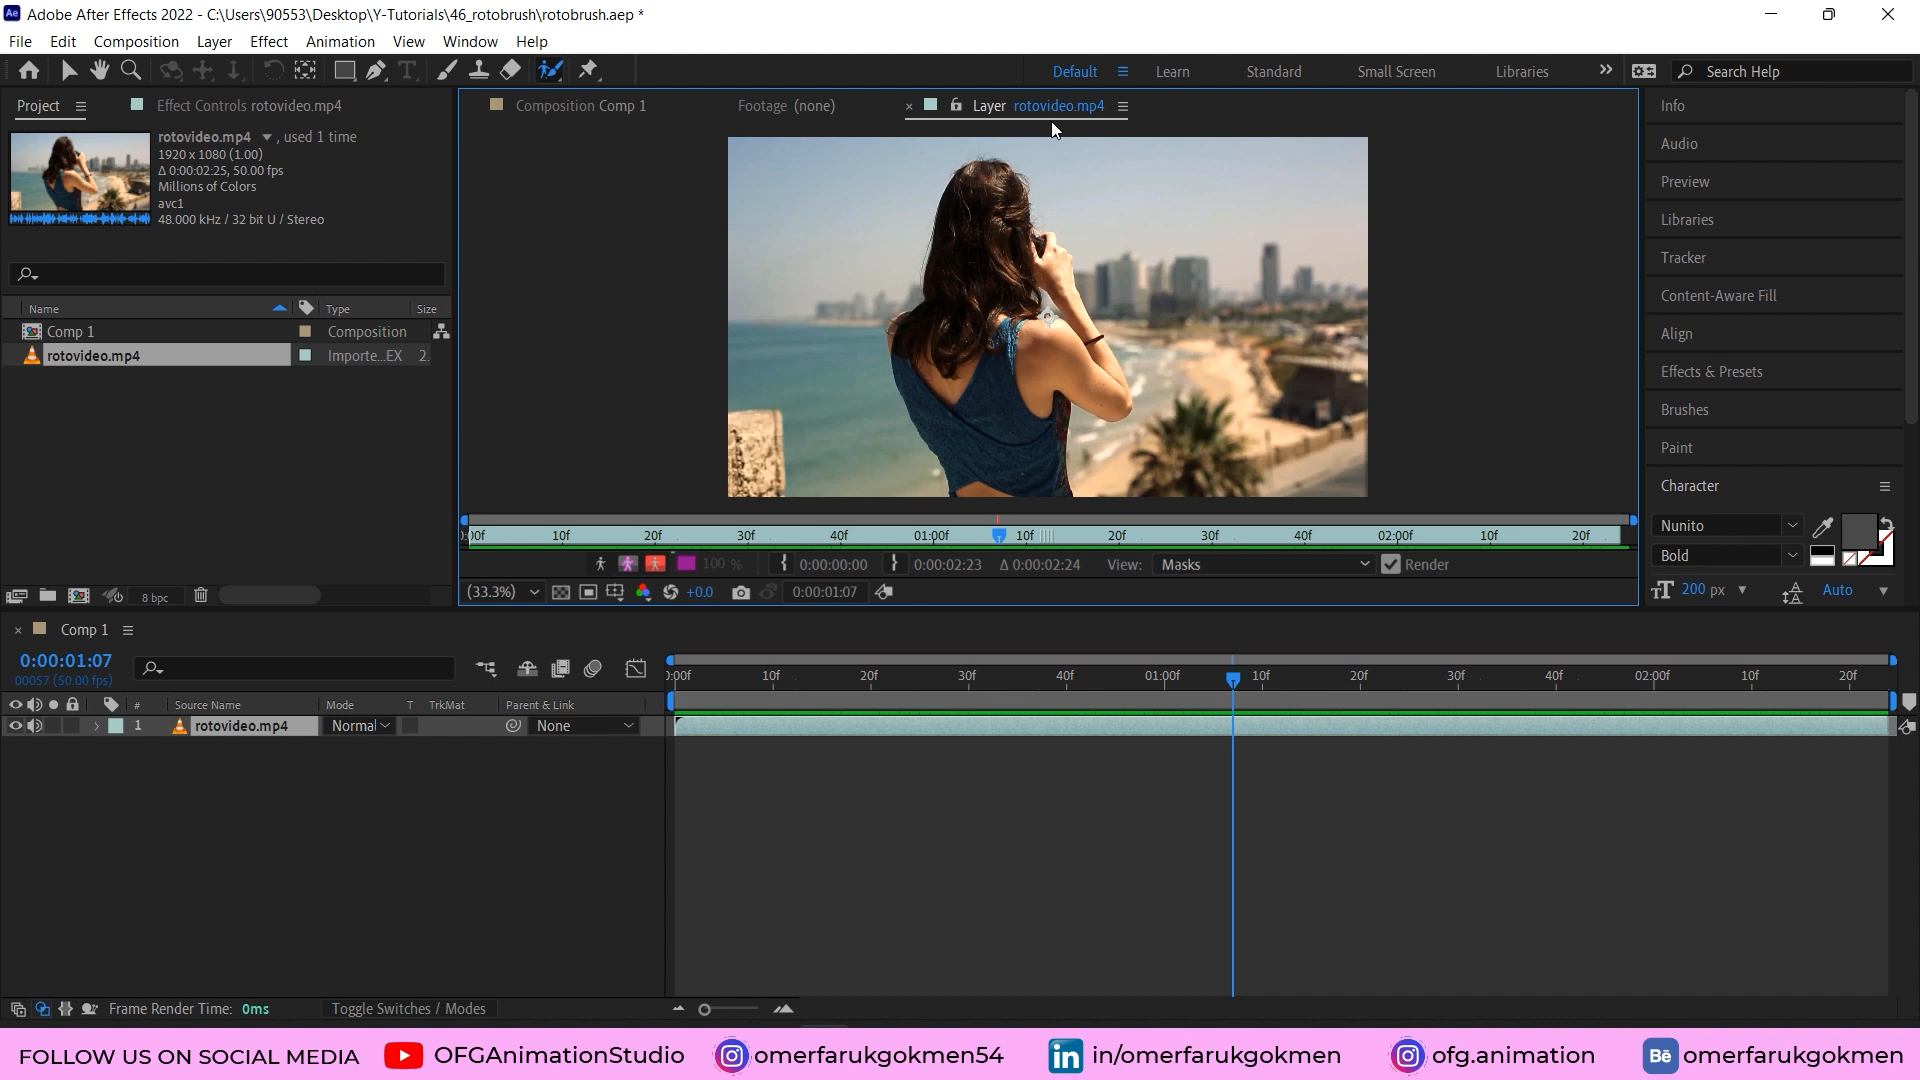 Ae Adobe After Effects 2022 - C:\Users\90553\Desktop\Y-Tutorials\46_rotobrush\rotobrush.aep *
File Edit Composition Layer Effect Animation View Window Help
Default Learn Standard Small Screen Libraries Search Help
Project Effect Controls rotovideo.mp4
Composition Comp 1 Footage (none) × Layer rotovideo.mp4
rotovideo.mp4 , used 1 time
1920 x 1080 (1.00)
Δ 0:00:02:25, 50.00 fps
Millions of Colors
avc1
48.000 kHz / 32 bit U / Stereo
Name Type Size
Comp 1 Composition
rotovideo.mp4 Importe...EX 2.
8 bpc
00f 10f 20f 30f 40f 01:00f 10f 20f 30f 40f 02:00f 10f 20f
100 % 0:00:00:00 0:00:02:23 Δ 0:00:02:24 View: Masks Render
(33.3%) +0.0 0:00:01:07
Info
Audio
Preview
Libraries
Tracker
Content-Aware Fill
Align
Effects & Presets
Brushes
Paint
Character
Nunito
Bold
200 px Auto
× Comp 1
0:00:01:07
00057 (50.00 fps)
:00f 10f 20f 30f 40f 01:00f 10f 20f 30f 40f 02:00f 10f 20f
# Source Name Mode T TrkMat Parent & Link
1 rotovideo.mp4 Normal None
Frame Render Time: 0ms Toggle Switches / Modes
FOLLOW US ON SOCIAL MEDIA OFGAnimationStudio omerfarukgokmen54 in in/omerfarukgokmen ofg.animation Bē omerfarukgokmen